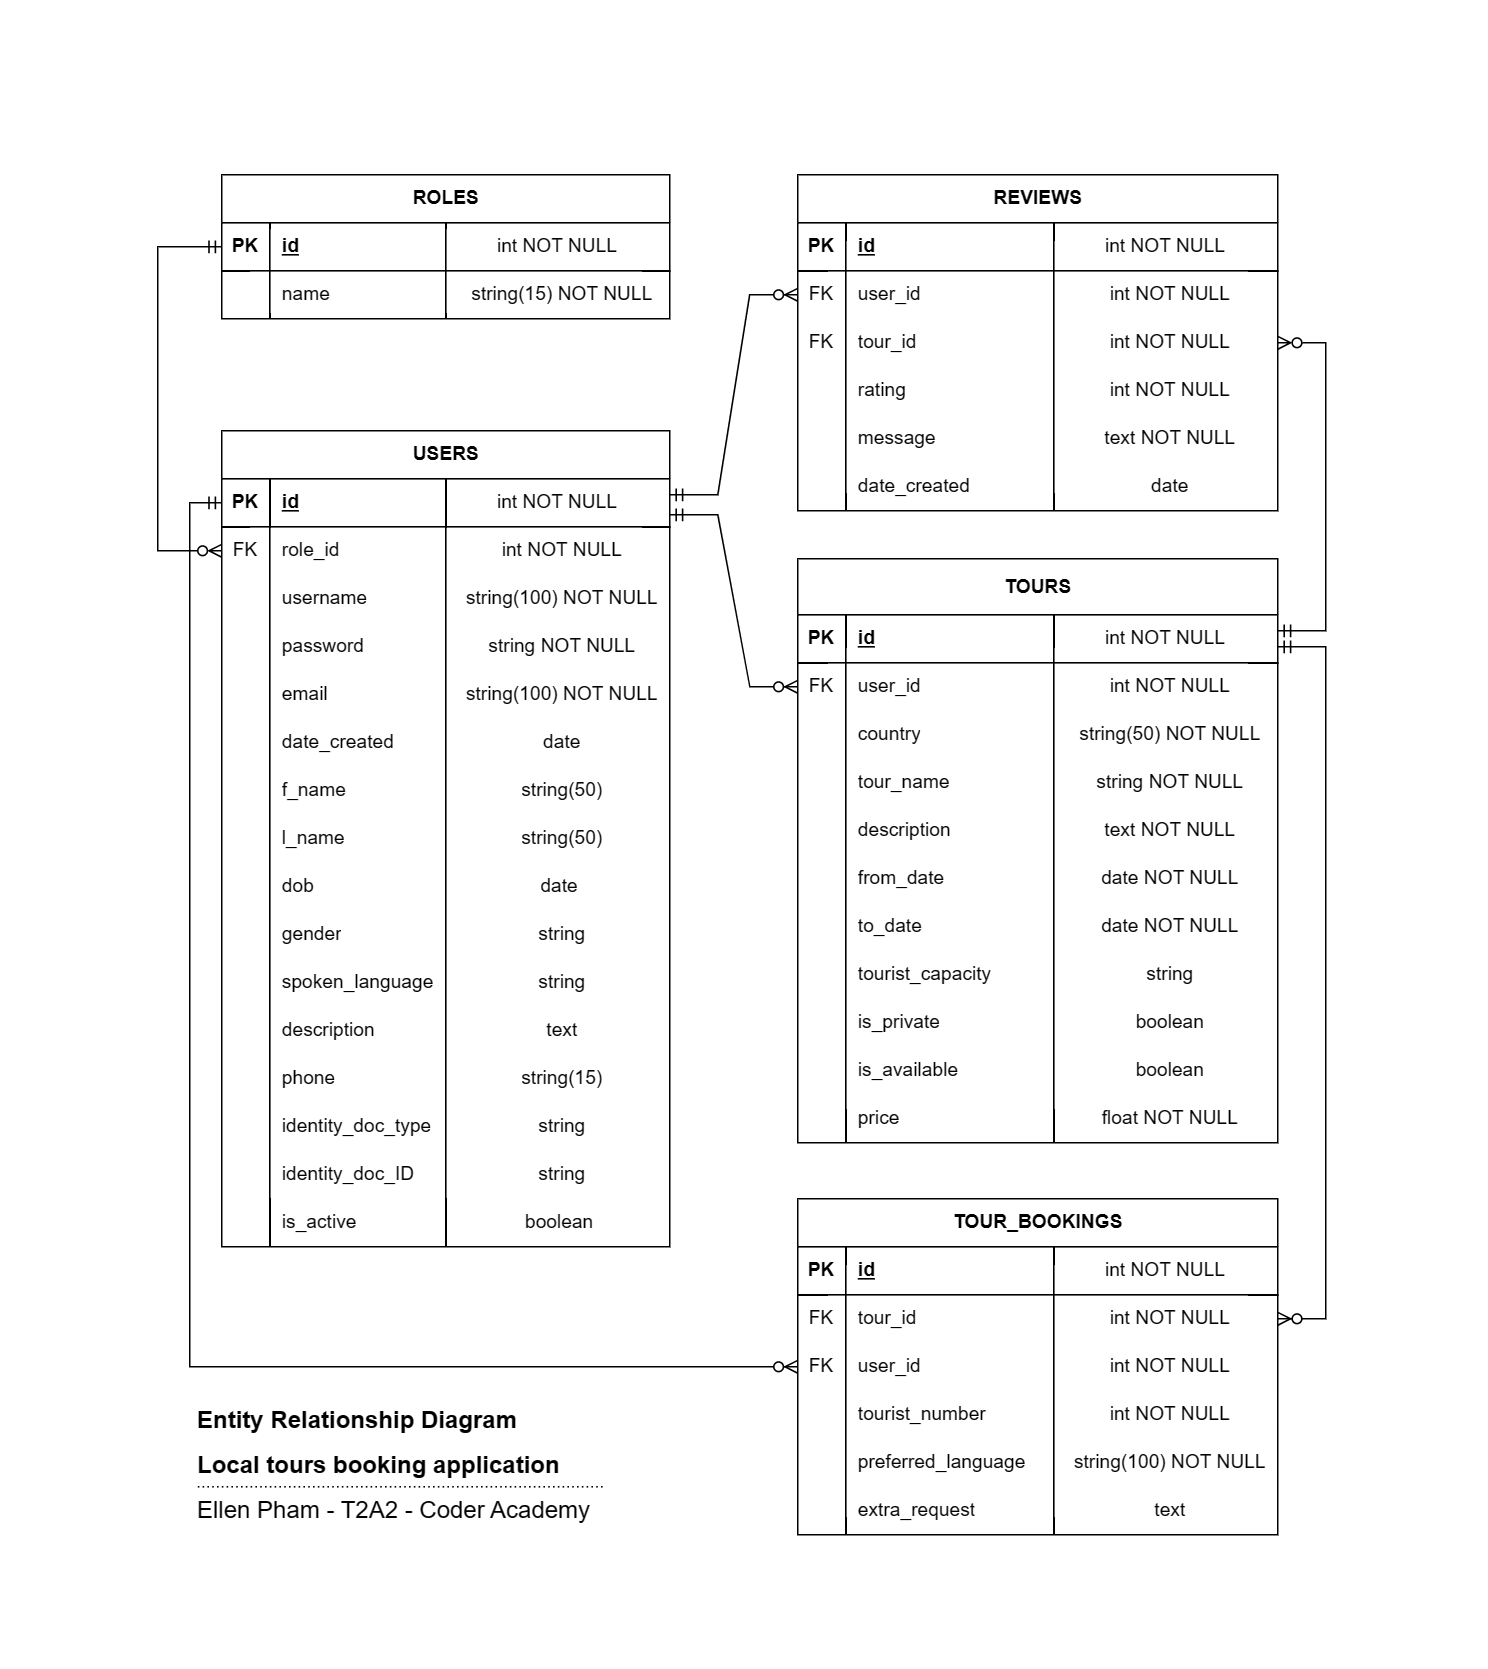 ROLES
PK id int NOT NULL
name string(15) NOT NULL
USERS
PK id int NOT NULL
FK role_id int NOT NULL
username string(100) NOT NULL
password string NOT NULL
email string(100) NOT NULL
date_created date
f_name string(50)
l_name string(50)
dob date
gender string
spoken_language string
description text
phone string(15)
identity_doc_type string
identity_doc_ID string
is_active boolean
REVIEWS
PK id int NOT NULL
FK user_id int NOT NULL
FK tour_id int NOT NULL
rating int NOT NULL
message text NOT NULL
date_created date
TOURS
PK id int NOT NULL
FK user_id int NOT NULL
country string(50) NOT NULL
tour_name string NOT NULL
description text NOT NULL
from_date date NOT NULL
to_date date NOT NULL
tourist_capacity string
is_private boolean
is_available boolean
price float NOT NULL
TOUR_BOOKINGS
PK id int NOT NULL
FK tour_id int NOT NULL
FK user_id int NOT NULL
tourist_number int NOT NULL
preferred_language string(100) NOT NULL
extra_request text
Entity Relationship Diagram
Local tours booking application
Ellen Pham - T2A2 - Coder Academy